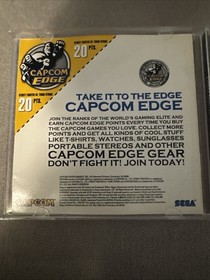 20 PTS.
CAPCOM
EDGE
20
PTS.
TAKE IT TO THE EDGE
CAPCOM EDGE
JOIN THE RANKS OF THE WORLD'S GAMING ELITE AND
EARN CAPCOM EDGE POINTS EVERY TIME YOU BUY
THE CAPCOM GAMES YOU LOVE. COLLECT MORE
POINTS AND GET ALL KINDS OF COOL STUFF
LIKE T-SHIRTS, WATCHES, SUNGLASSES
PORTABLE STEREOS AND OTHER
CAPCOM EDGE GEAR
DON'T FIGHT IT! JOIN TODAY!
CAPCOM
SEGA